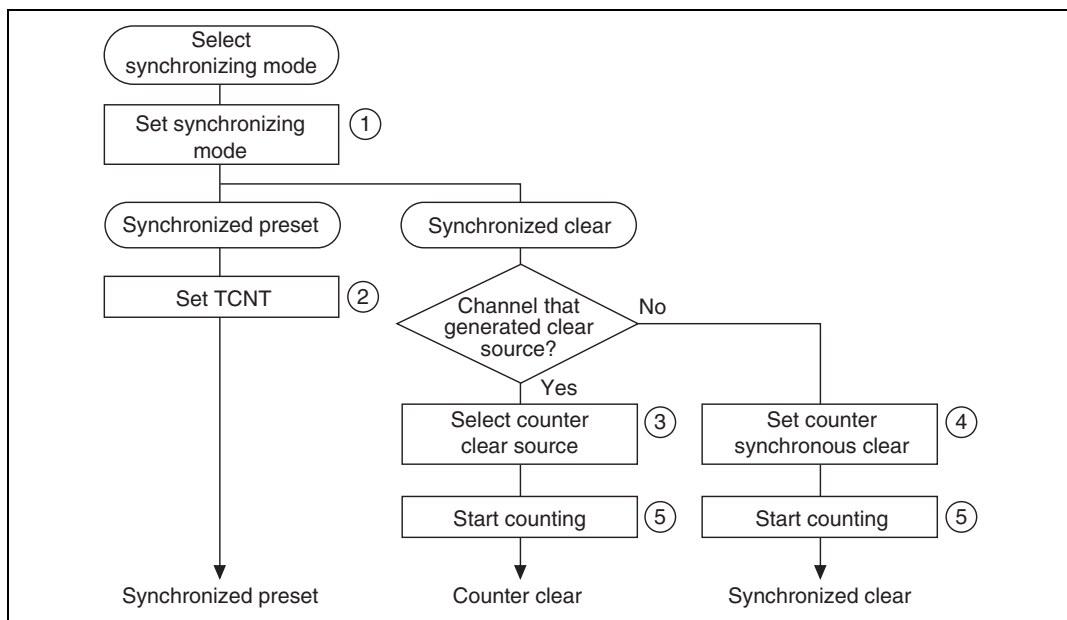 Select
synchronizing mode
Set synchronizing
mode
1
Synchronized preset
Synchronized clear
Set TCNT
2
Channel that
generated clear
source?
No
Yes
Select counter
clear source
3
Set counter
synchronous clear
4
Start counting
5
Start counting
5
Synchronized preset
Counter clear
Synchronized clear